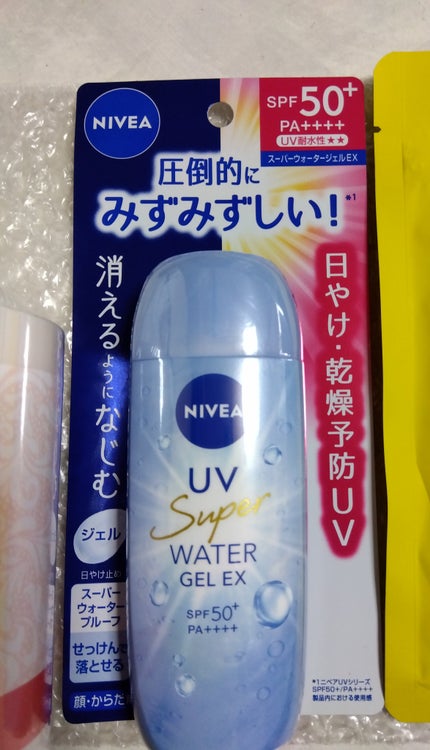 NIVEA
SPF50+
PA++++
UV耐水性★★
スーパーウォータージェルEX
圧倒的に
みずみずしい!*1
消えるようになじむ
日やけ・乾燥予防UV
NIVEA
UV
Super
WATER
GEL EX
SPF50+
PA++++
ジェル
日やけ止め
スーパー
ウォーター
プルーフ
せっけんで
落とせる
顔・からだ
*1ニベアUVシリーズ
SPF50+/PA++++
製品内における使用感